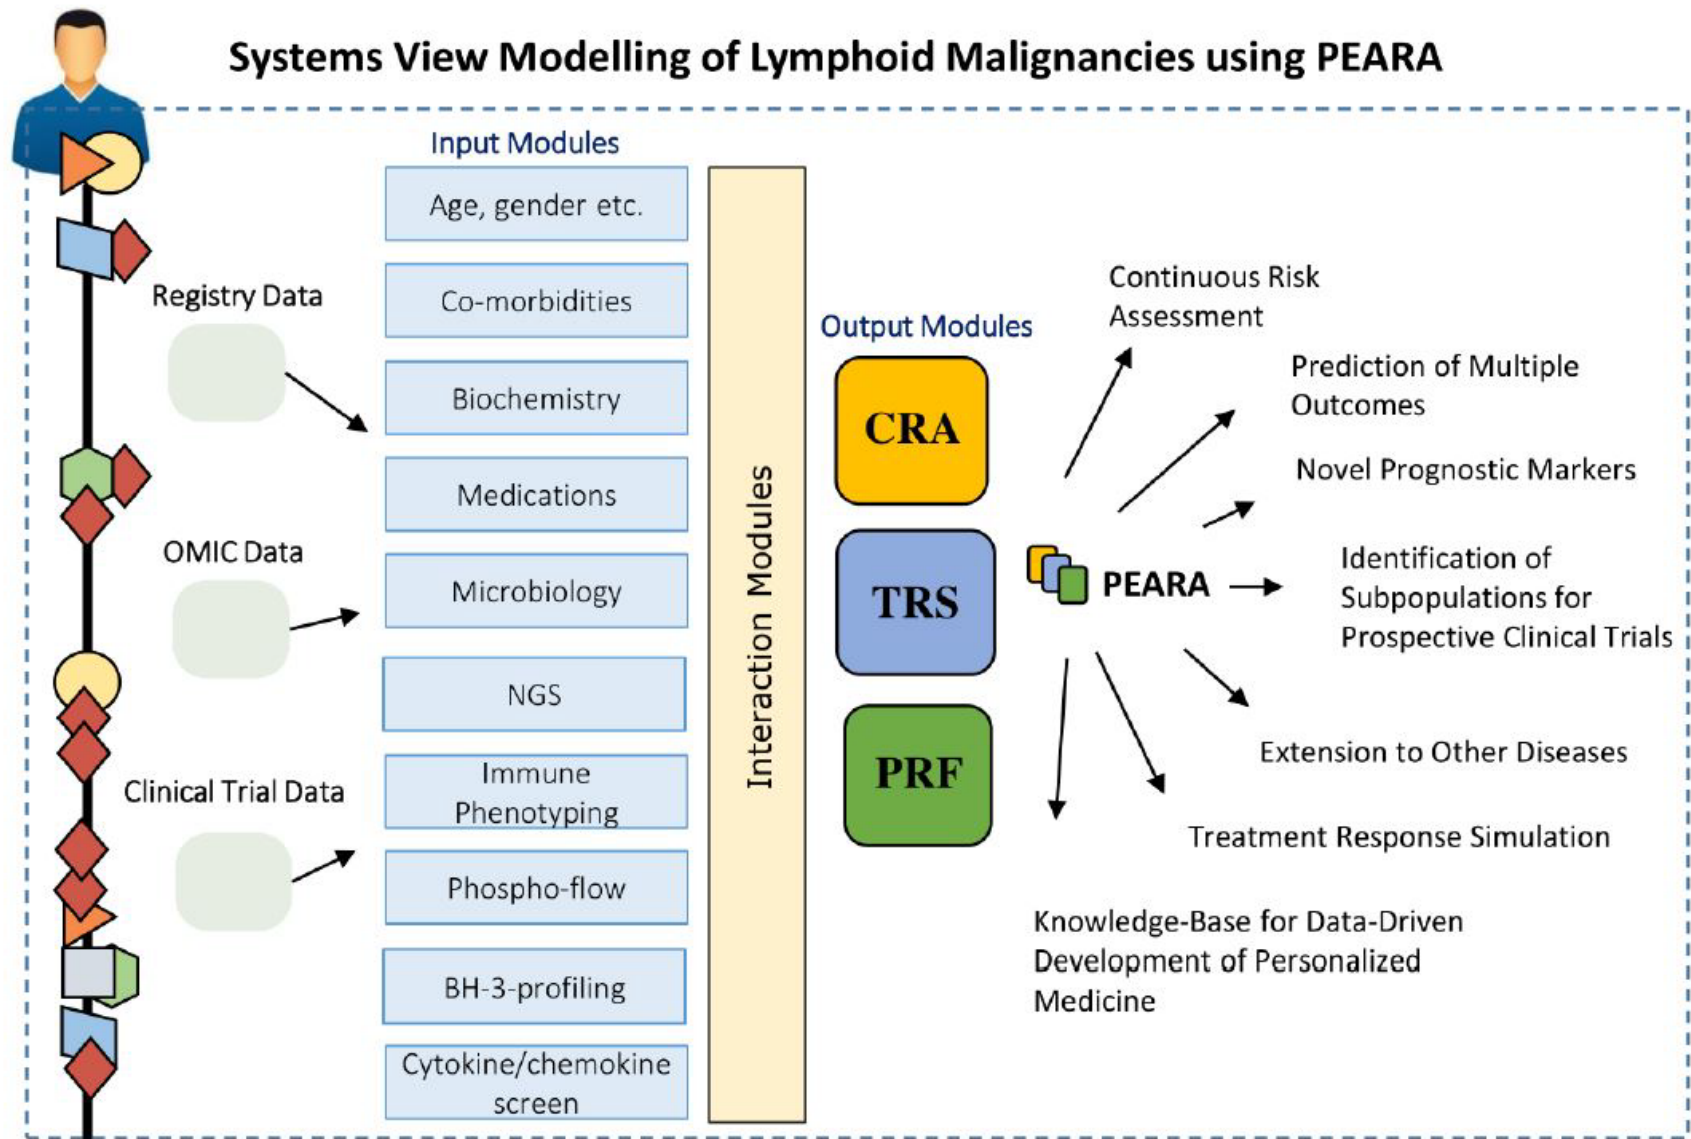 Systems View Modelling of Lymphoid Malignancies using PEARA
Input Modules
Age, gender etc.
Co-morbidities
Biochemistry
Medications
Microbiology
NGS
Immune
Phenotyping
Phospho-flow
BH-3-profiling
Cytokine/chemokine
screen
Registry Data
OMIC Data
Clinical Trial Data
Interaction Modules
Output Modules
CRA
TRS
PRF
PEARA
Continuous Risk
Assessment
Prediction of Multiple
Outcomes
Novel Prognostic Markers
Identification of
Subpopulations for
Prospective Clinical Trials
Extension to Other Diseases
Treatment Response Simulation
Knowledge-Base for Data-Driven
Development of Personalized
Medicine